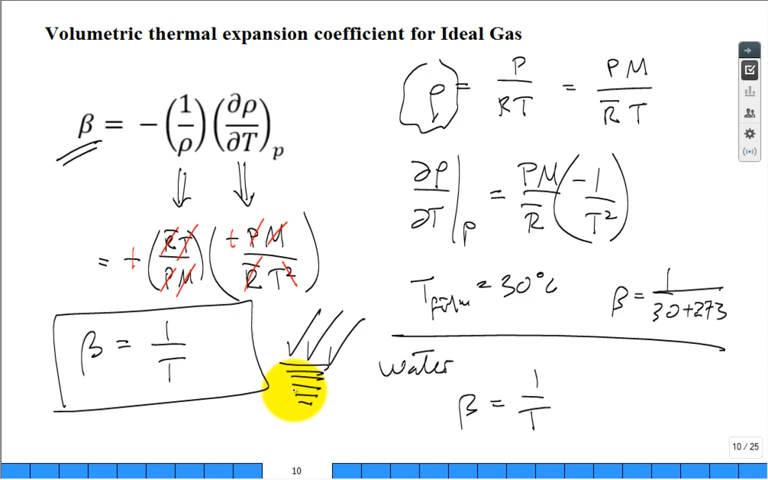 Volumetric thermal expansion coefficient for Ideal Gas
β = −(1/ρ)(∂ρ/∂T)p
= +(R̅T/PM)(+PM/R̅T²)
β = 1/T
ρ = P/RT = PM/R̅T
∂ρ/∂T|p = PM/R̅(−1/T²)
Tfilm = 30°C
β = 1/30+273
Water
β = 1/T
10 / 25
10